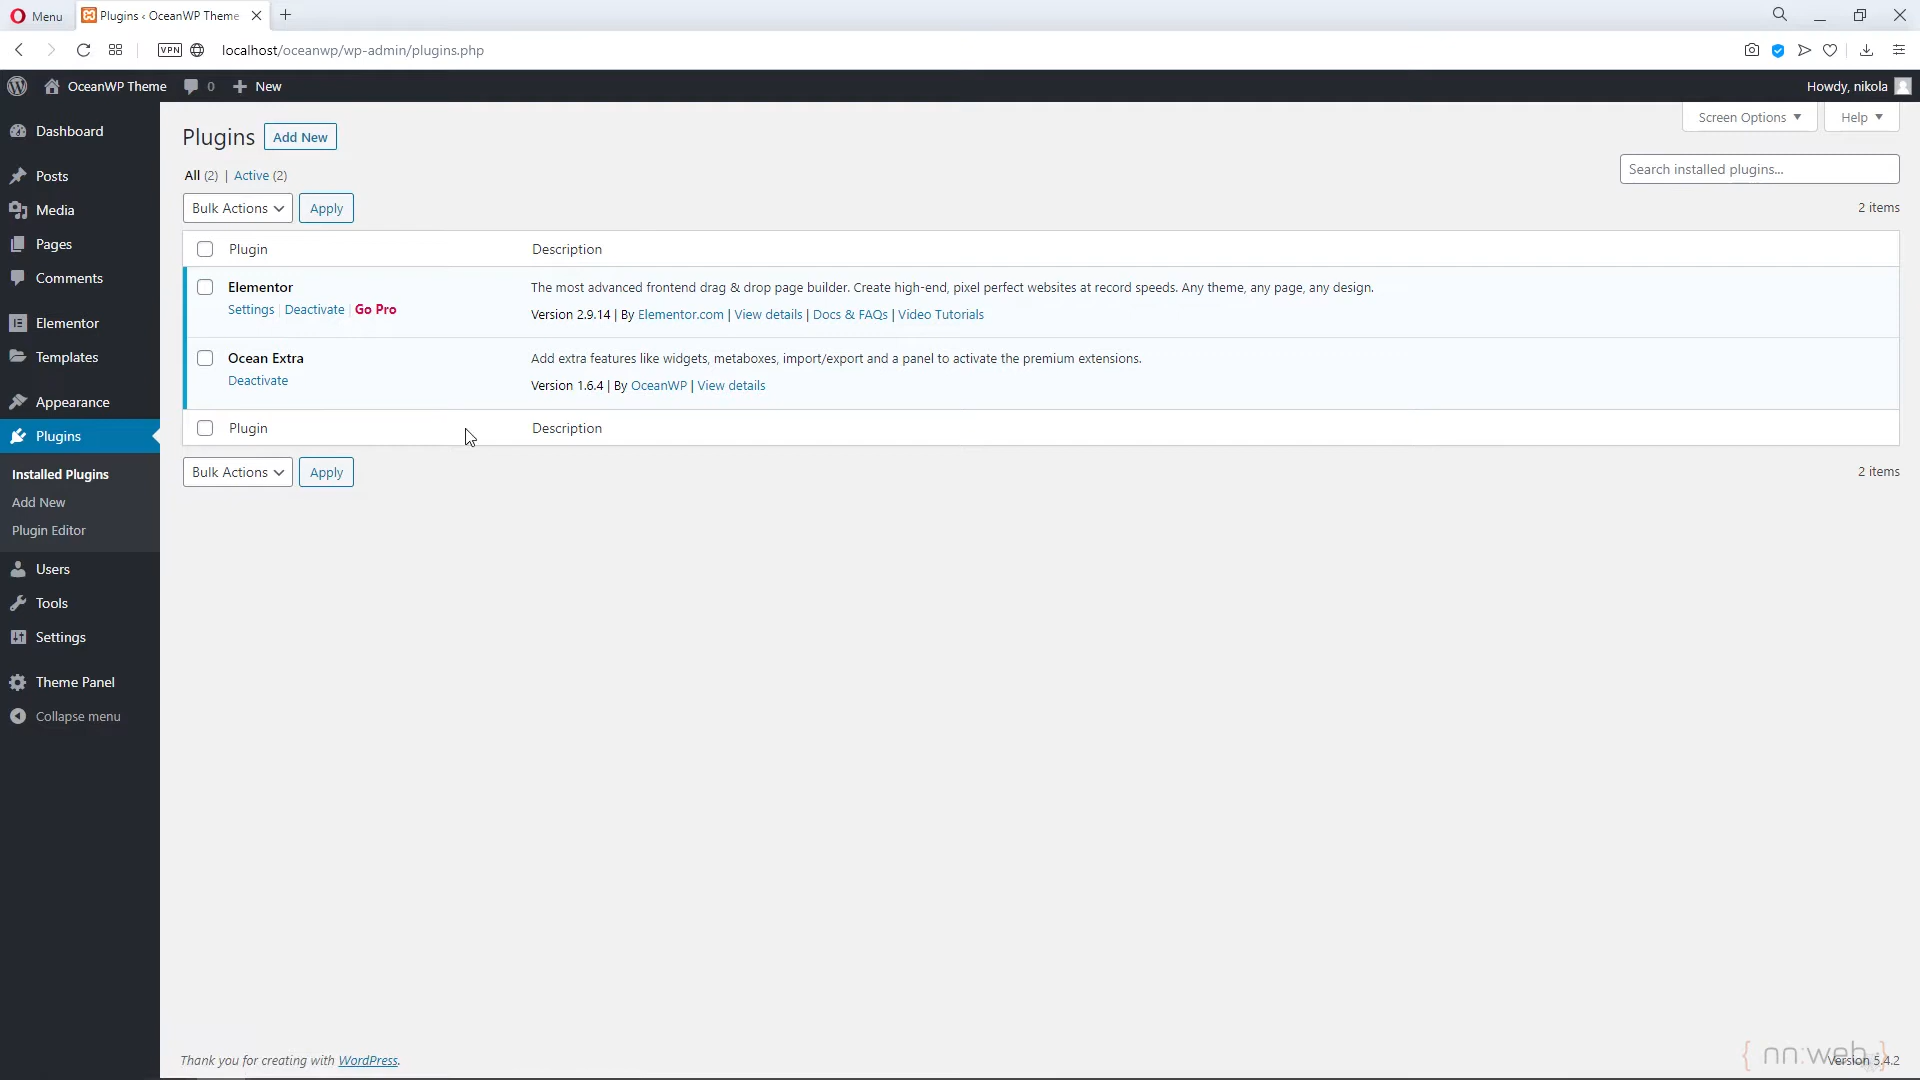 Menu
Plugins ‹ OceanWP Theme
VPN
localhost/oceanwp/wp-admin/plugins.php
OceanWP Theme 0 New
Howdy, nikola
Dashboard
Posts
Media
Pages
Comments
Elementor
Templates
Appearance
Plugins
Installed Plugins
Add New
Plugin Editor
Users
Tools
Settings
Theme Panel
Collapse menu
Screen Options
Help
Plugins Add New
All (2) | Active (2)
Search installed plugins...
Bulk Actions Apply
2 items
Plugin Description
Elementor
Settings | Deactivate | Go Pro
The most advanced frontend drag & drop page builder. Create high-end, pixel perfect websites at record speeds. Any theme, any page, any design.
Version 2.9.14 | By Elementor.com | View details | Docs & FAQs | Video Tutorials
Ocean Extra
Deactivate
Add extra features like widgets, metaboxes, import/export and a panel to activate the premium extensions.
Version 1.6.4 | By OceanWP | View details
Plugin Description
Bulk Actions Apply
2 items
Thank you for creating with WordPress.
{ nn:web }
Version 5.4.2